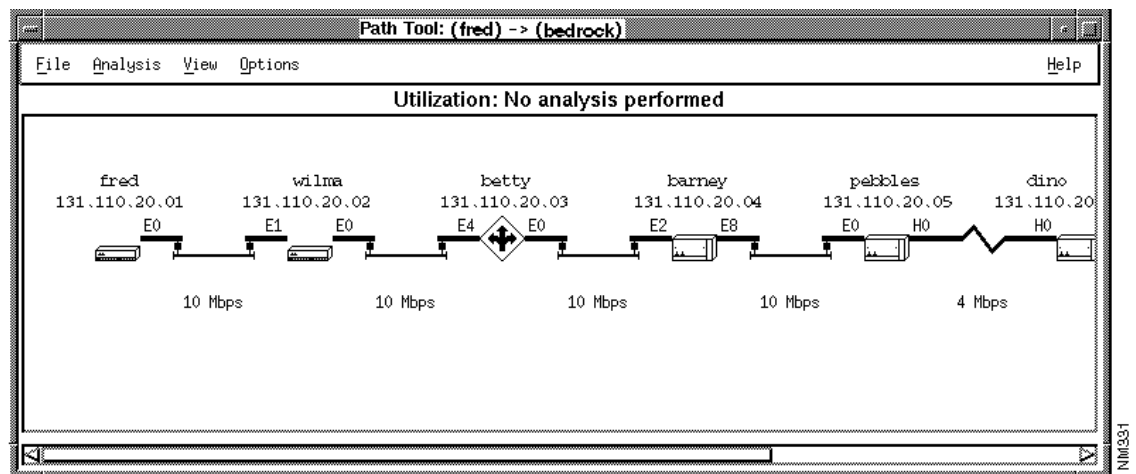 Path Tool: (fred) -> (bedrock)
File Analysis View Options Help
Utilization: No analysis performed
fred wilma betty barney pebbles dino
131.110.20.01 131.110.20.02 131.110.20.03 131.110.20.04 131.110.20.05 131.110.20
E0 E1 E0 E4 E0 E2 E8 E0 H0 H0
10 Mbps 10 Mbps 10 Mbps 10 Mbps 4 Mbps
NM331